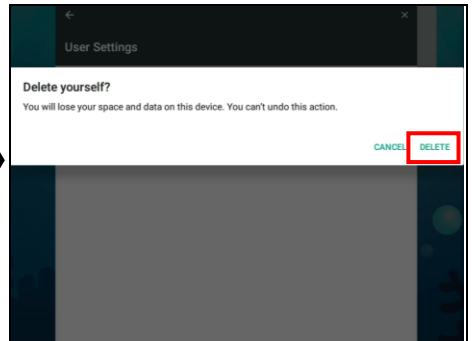 User Settings
Delete yourself?
You will lose your space and data on this device. You can't undo this action.
CANCEL DELETE